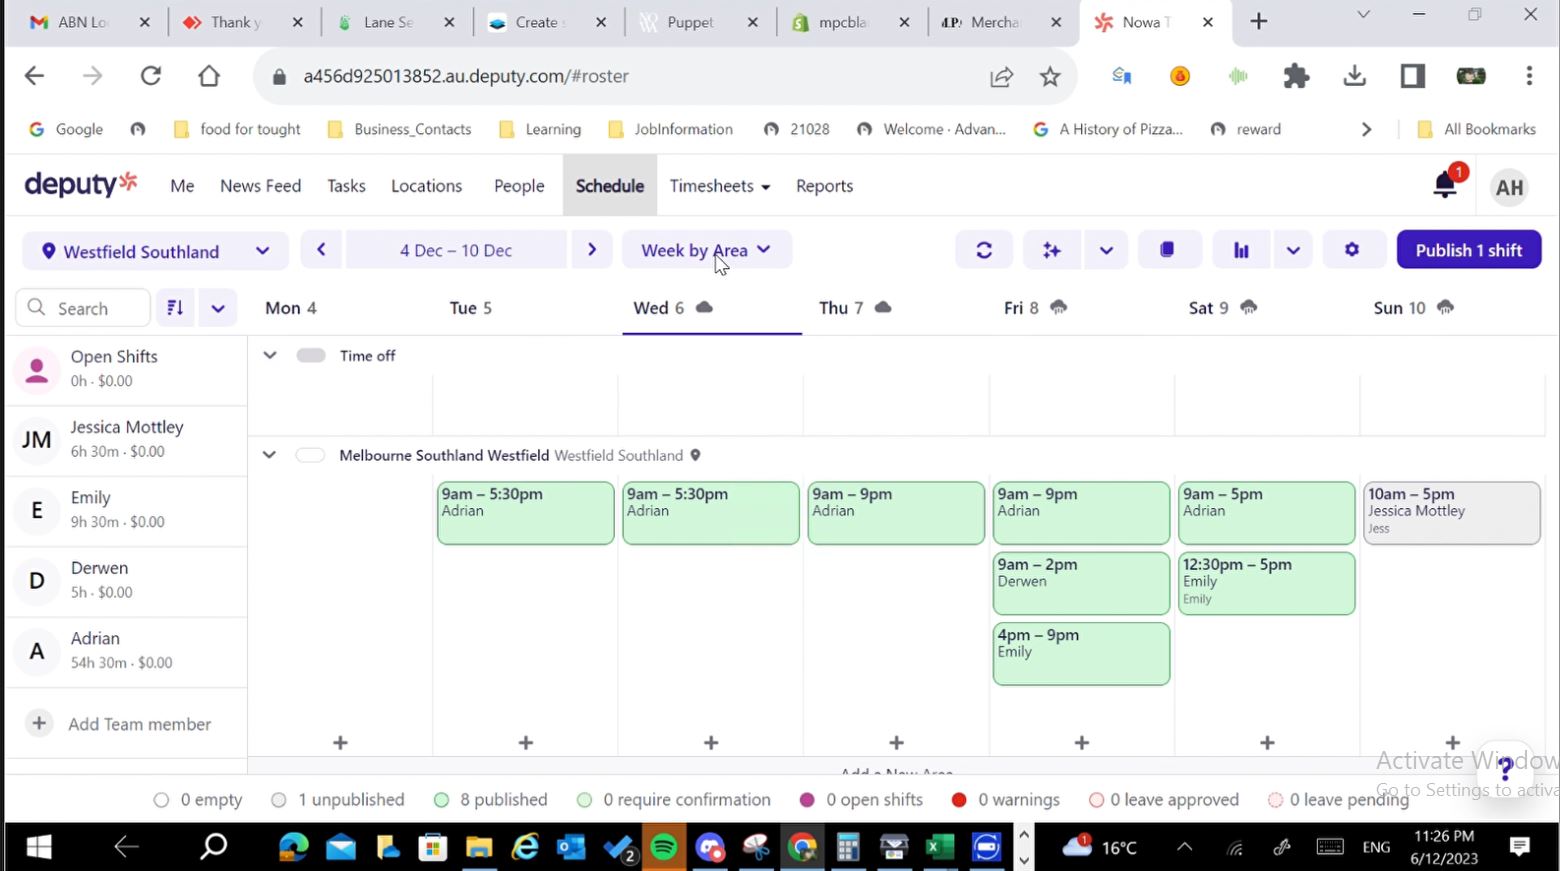 ABN Lo
Thank y
Lane Se
Create s
Puppet
mpcbla
Mercha
Nowa T
a456d925013852.au.deputy.com/#roster
Google
food for tought
Business_Contacts
Learning
JobInformation
21028
Welcome · Advan...
A History of Pizza...
reward
All Bookmarks
deputy
Me
News Feed
Tasks
Locations
People
Schedule
Timesheets
Reports
1
AH
Westfield Southland
4 Dec – 10 Dec
Week by Area
Publish 1 shift
Search
Mon 4
Tue 5
Wed 6
Thu 7
Fri 8
Sat 9
Sun 10
Open Shifts
0h · $0.00
JM
Jessica Mottley
6h 30m · $0.00
E
Emily
9h 30m · $0.00
D
Derwen
5h · $0.00
A
Adrian
54h 30m · $0.00
+ Add Team member
Time off
Melbourne Southland Westfield Westfield Southland
9am – 5:30pm
Adrian
9am – 5:30pm
Adrian
9am – 9pm
Adrian
9am – 9pm
Adrian
9am – 2pm
Derwen
4pm – 9pm
Emily
9am – 5pm
Adrian
12:30pm – 5pm
Emily
Emily
10am – 5pm
Jessica Mottley
Jess
+ + + + + + +
Add a New Area
Activate Window
Go to Settings to activa
?
0 empty
1 unpublished
8 published
0 require confirmation
0 open shifts
0 warnings
0 leave approved
0 leave pending
2
1
16°C
ENG
11:26 PM
6/12/2023